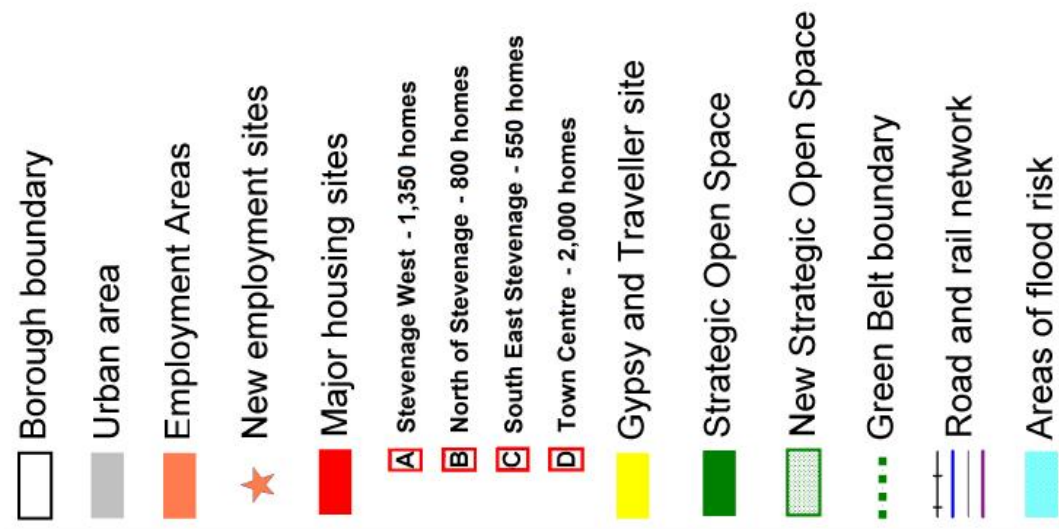 Borough boundary
Urban area
Employment Areas
New employment sites
Major housing sites
A Stevenage West - 1,350 homes
B North of Stevenage - 800 homes
C South East Stevenage - 550 homes
D Town Centre - 2,000 homes
Gypsy and Traveller site
Strategic Open Space
New Strategic Open Space
Green Belt boundary
Road and rail network
Areas of flood risk